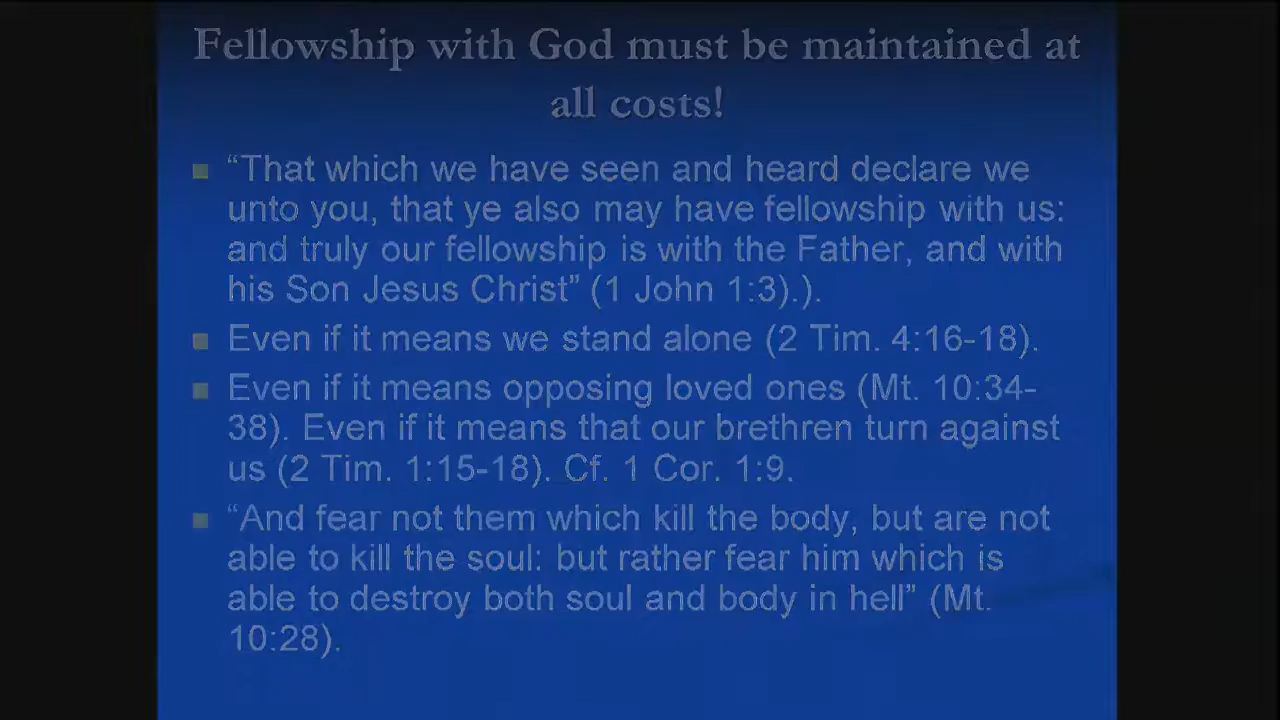 Fellowship with God must be maintained at
all costs!
“That which we have seen and heard declare we
unto you, that ye also may have fellowship with us:
and truly our fellowship is with the Father, and with
his Son Jesus Christ” (1 John 1:3).).
Even if it means we stand alone (2 Tim. 4:16-18).
Even if it means opposing loved ones (Mt. 10:34-
38). Even if it means that our brethren turn against
us (2 Tim. 1:15-18). Cf. 1 Cor. 1:9.
“And fear not them which kill the body, but are not
able to kill the soul: but rather fear him which is
able to destroy both soul and body in hell” (Mt.
10:28).